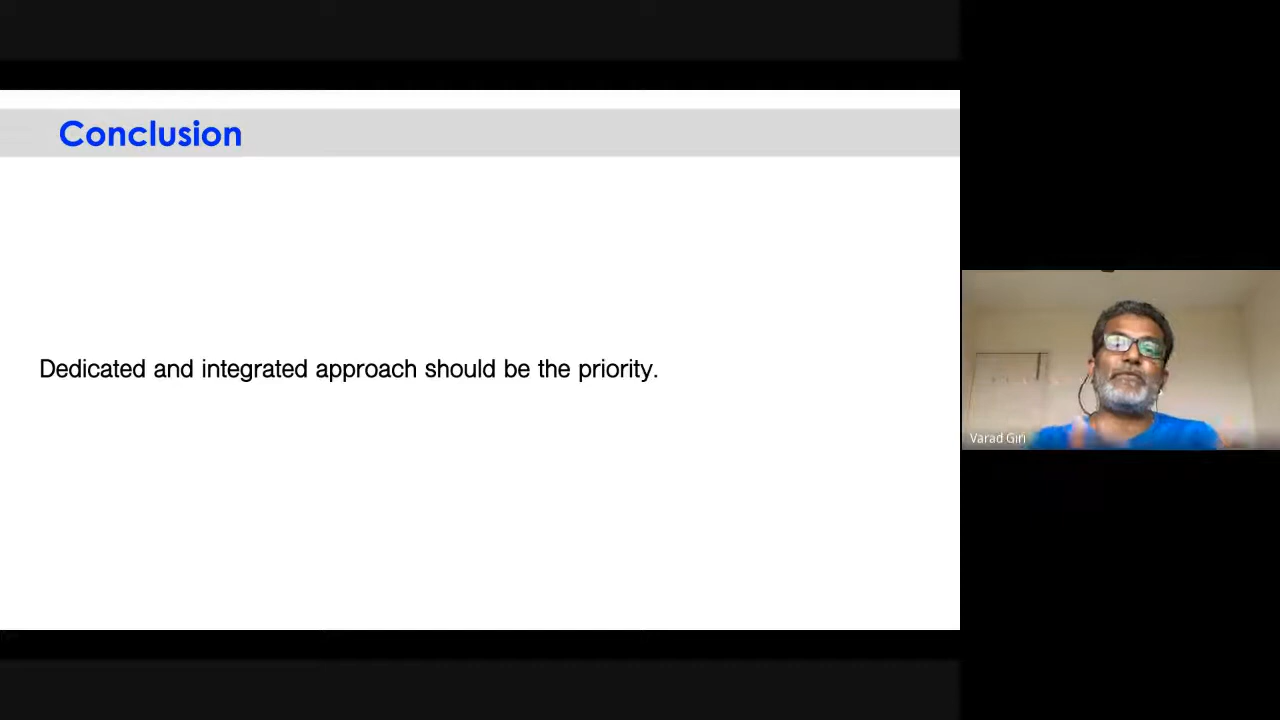 Conclusion
Dedicated and integrated approach should be the priority.
Varad Giri